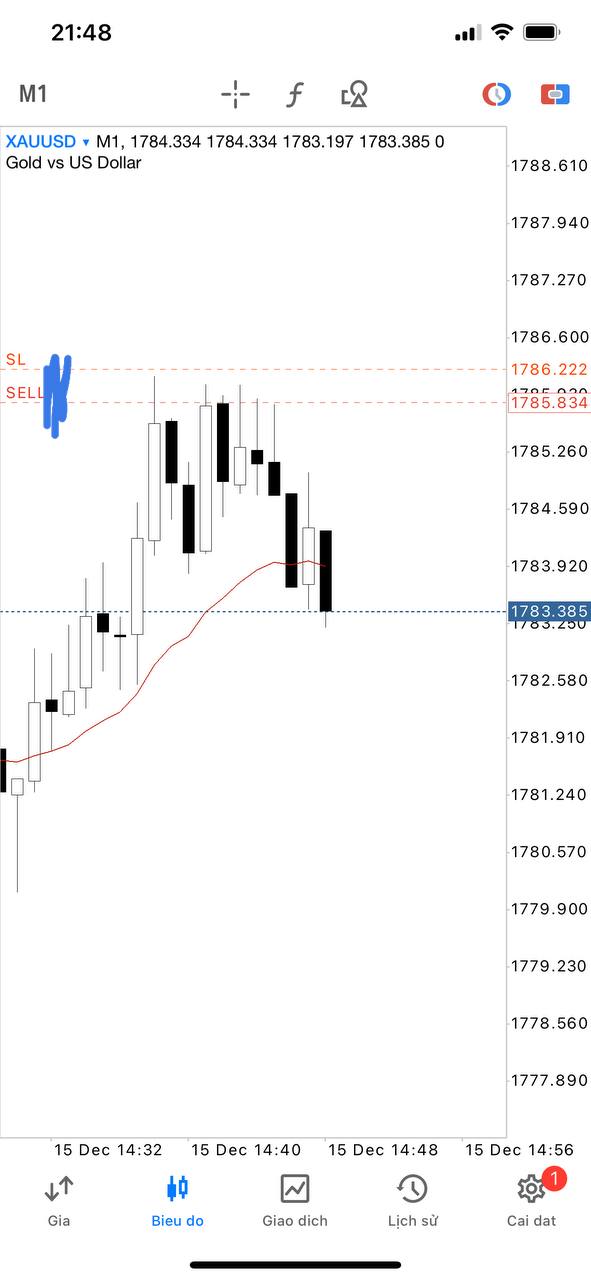 21:48
M1
XAUUSD ▾ M1, 1784.334 1784.334 1783.197 1783.385 0
Gold vs US Dollar
1788.610
1787.940
1787.270
1786.600
SL
1786.222
SELL
1785.834
1785.260
1784.590
1783.920
1783.385
1783.250
1782.580
1781.910
1781.240
1780.570
1779.900
1779.230
1778.560
1777.890
15 Dec 14:32
15 Dec 14:40
15 Dec 14:48
15 Dec 14:56
1
Gia
Bieu do
Giao dich
Lịch sử
Cai dat